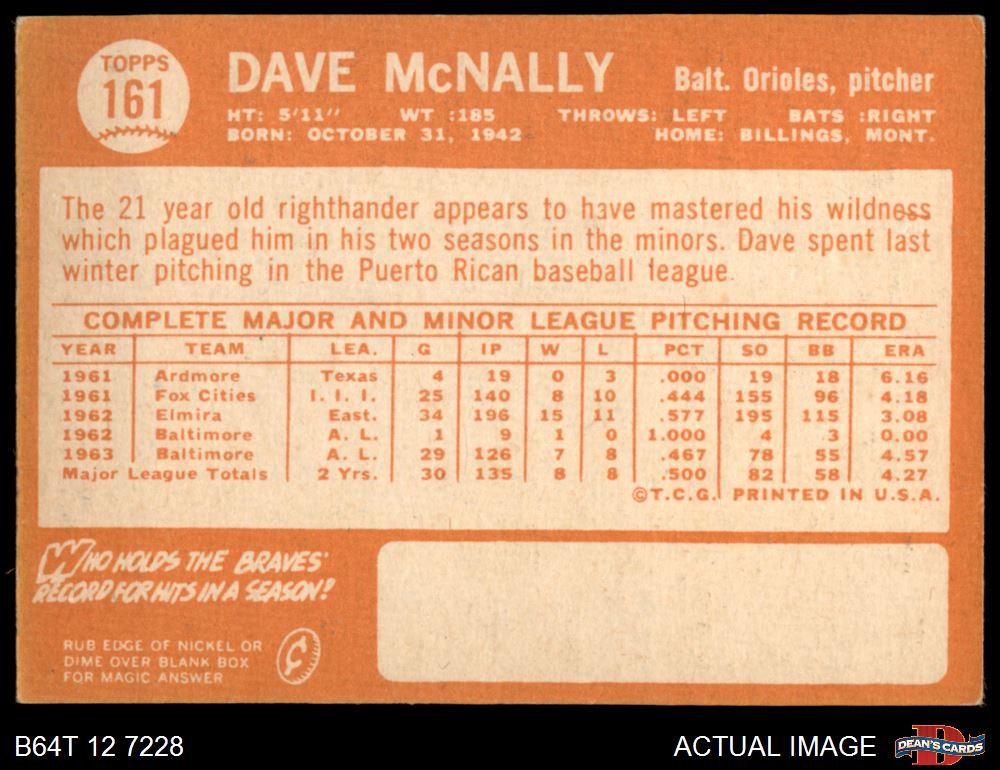 TOPPS
161
DAVE McNALLY
Balt. Orioles, pitcher
HT: 5'11" WT :185 THROWS: LEFT BATS :RIGHT
BORN: OCTOBER 31, 1942 HOME: BILLINGS, MONT.
The 21 year old righthander appears to have mastered his wildness
which plagued him in his two seasons in the minors. Dave spent last
winter pitching in the Puerto Rican baseball league.
COMPLETE MAJOR AND MINOR LEAGUE PITCHING RECORD
YEAR TEAM LEA. G IP W L PCT SO BB ERA
1961 Ardmore Texas 4 19 0 3 .000 19 18 6.16
1961 Fox Cities I. I. I. 25 140 8 10 .444 155 96 4.18
1962 Elmira East. 34 196 15 11 .577 195 115 3.08
1962 Baltimore A. L. 1 9 1 0 1.000 4 3 0.00
1963 Baltimore A. L. 29 126 7 8 .467 78 55 4.57
Major League Totals 2 Yrs. 30 135 8 8 .500 82 58 4.27
©T.C.G. PRINTED IN U.S.A.
WHO HOLDS THE BRAVES'
RECORD FOR HITS IN A SEASON?
RUB EDGE OF NICKEL OR
DIME OVER BLANK BOX
FOR MAGIC ANSWER
¢
B64T 12 7228
ACTUAL IMAGE
D
DEAN'S CARDS